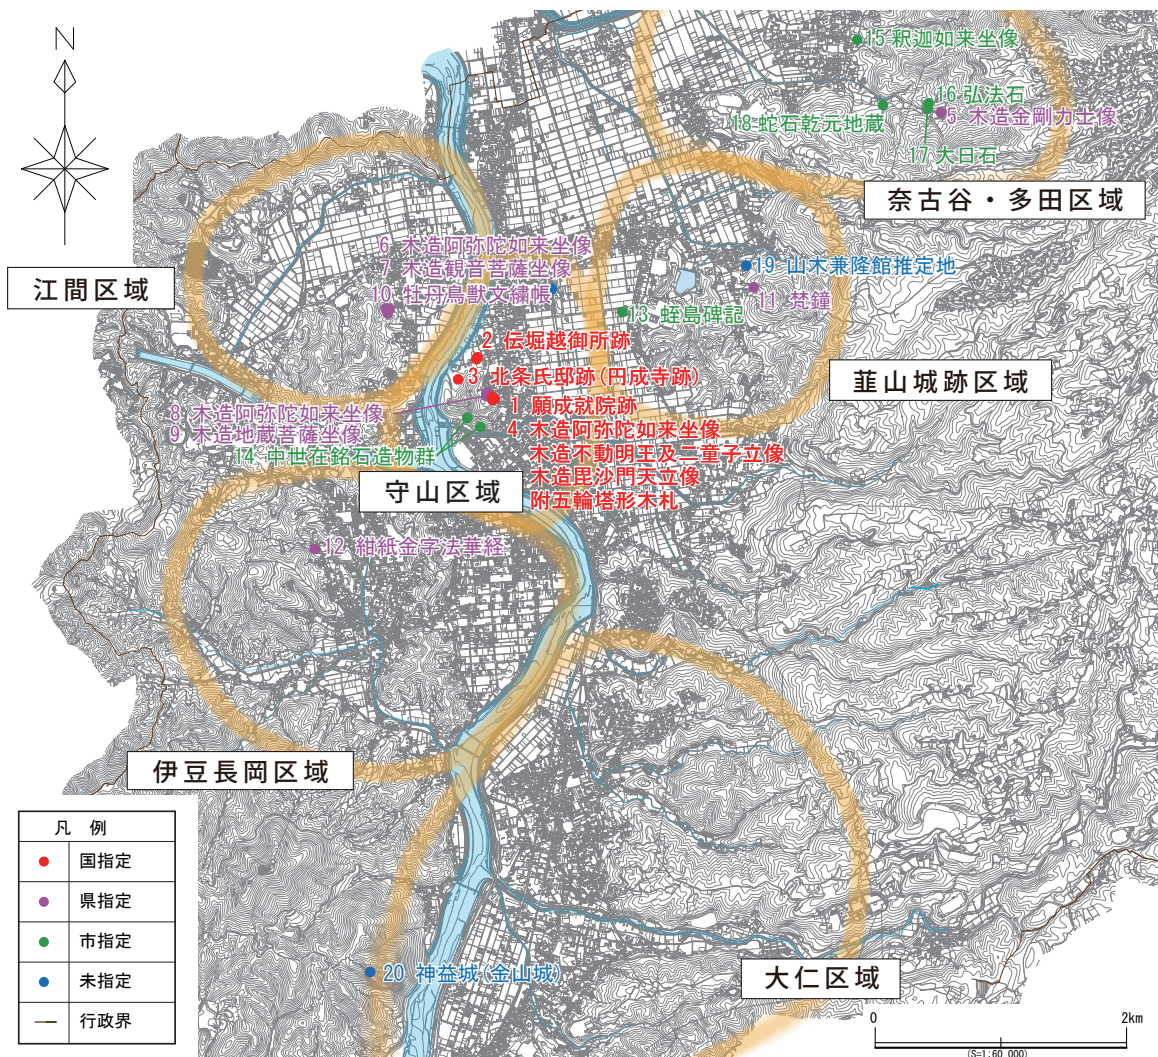 N
15 釈迦如来坐像
16 弘法石
5 木造金剛力士像
18 蛇石乾元地蔵
17 大日石
奈古谷・多田区域
6 木造阿弥陀如来坐像
7 木造観音菩薩坐像
10 牡丹鳥獣文繍帳
江間区域
19 山木兼隆館推定地
11 梵鐘
13 蛭島碑記
2 伝堀越御所跡
3 北条氏邸跡(円成寺跡)
韮山城跡区域
1 願成就院跡
8 木造阿弥陀如来坐像
9 木造地蔵菩薩坐像
4 木造阿弥陀如来坐像
木造不動明王及二童子立像
木造毘沙門天立像
附五輪塔形木札
14 中世在銘石造物群
守山区域
12 紺紙金字法華経
伊豆長岡区域
凡 例
国指定
県指定
市指定
未指定
行政界
20 神益城(金山城)
大仁区域
0
2km
(S=1:60,000)